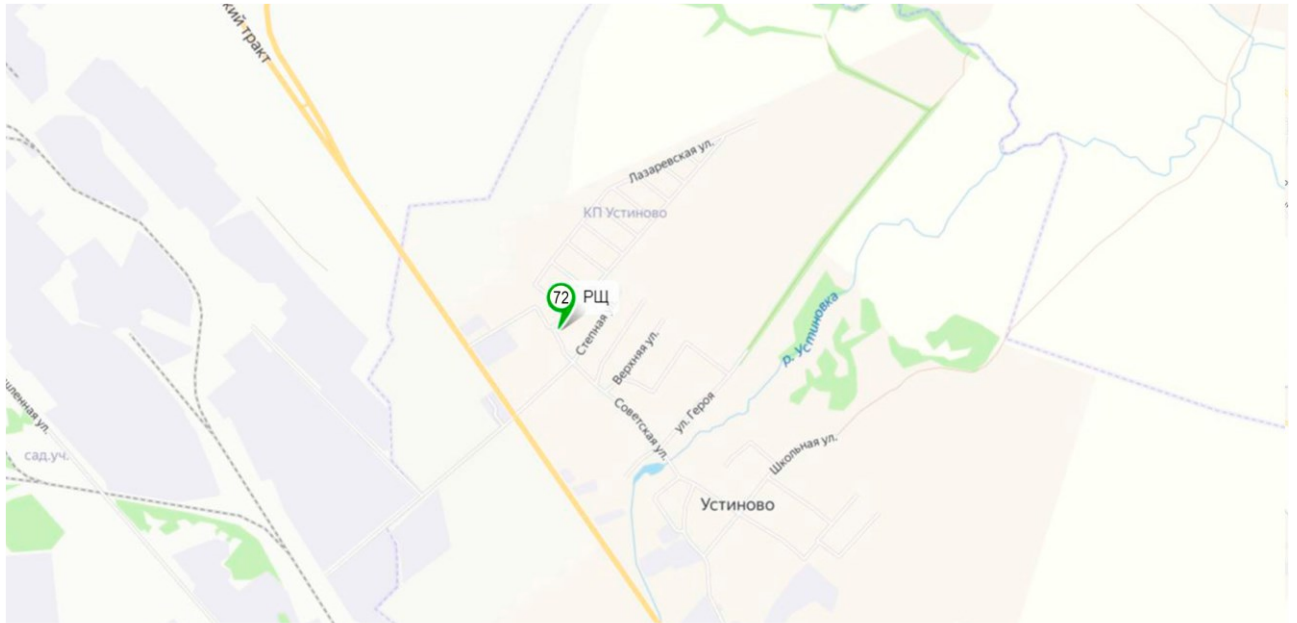 кий тракт
Лазаревская ул.
КП Устиново
72 РЩ
Степная
Верхняя ул.
р. Устиновка
Советская ул.
ул. Героя
Школьная ул.
шленная ул.
сад.уч.
Устиново